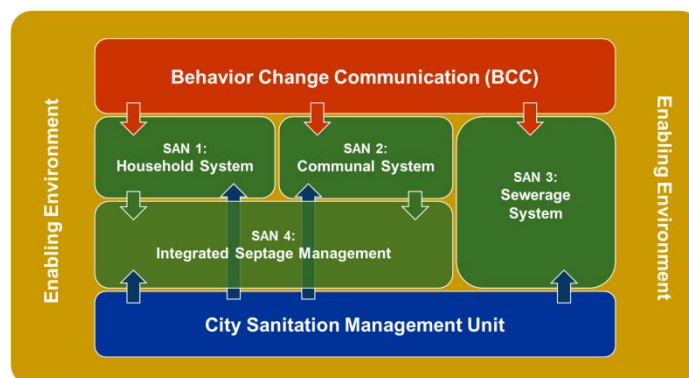 Enabling Environment
Behavior Change Communication (BCC)
SAN 1:
Household System
SAN 2:
Communal System
SAN 3:
Sewerage
System
SAN 4:
Integrated Septage Management
City Sanitation Management Unit
Enabling Environment